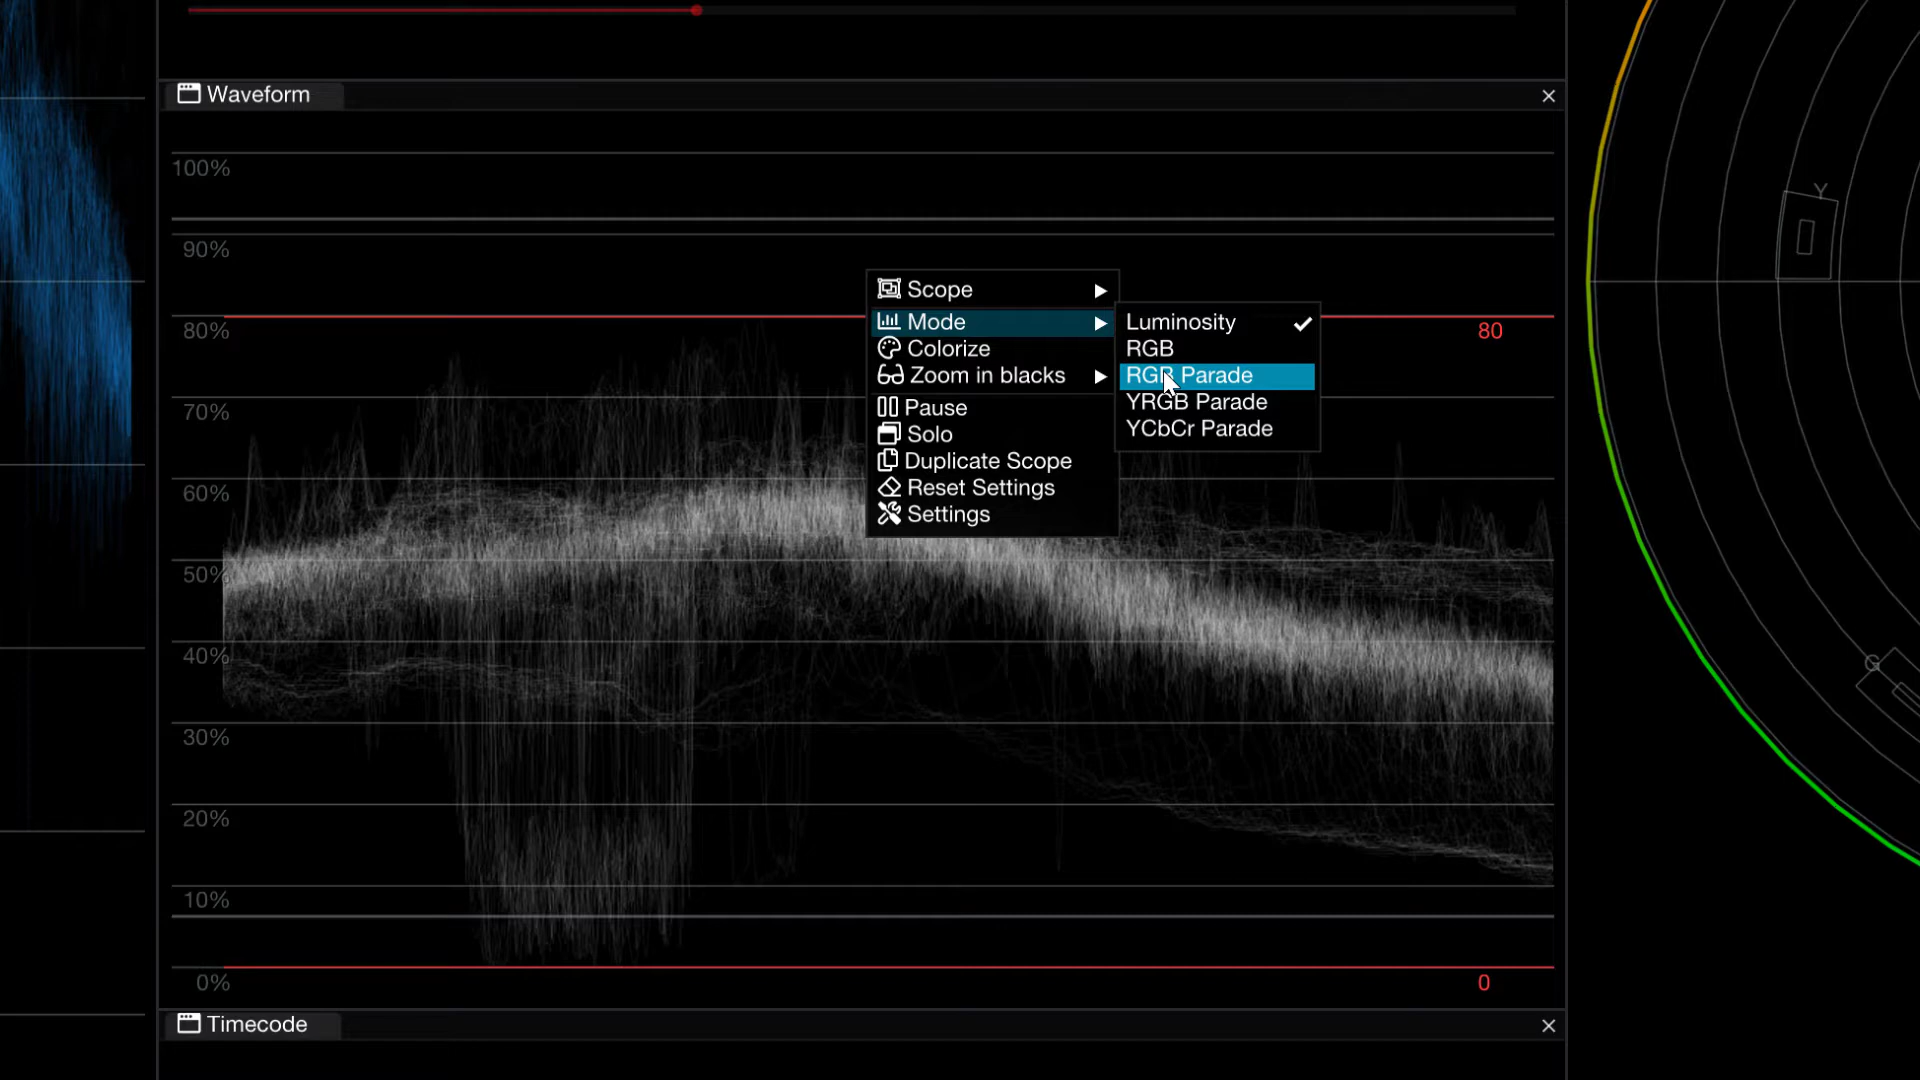 Waveform
100%
90%
80%
80
70%
60%
50%
40%
30%
20%
10%
0%
0
Scope
Mode
Colorize
Zoom in blacks
Pause
Solo
Duplicate Scope
Reset Settings
Settings
Luminosity
RGB
RGB Parade
YRGB Parade
YCbCr Parade
Y
G
Timecode